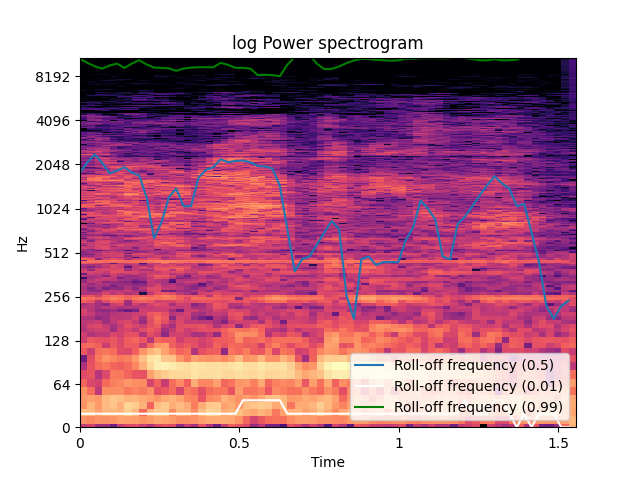 log Power spectrogram
8192
4096
2048
1024
512
256
128
64
0
Hz
Roll-off frequency (0.5)
Roll-off frequency (0.01)
Roll-off frequency (0.99)
0 0.5 1 1.5
Time